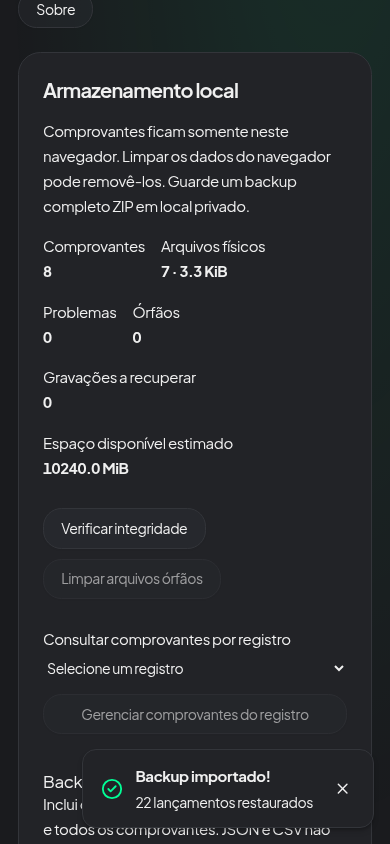 Sobre
Armazenamento local
Comprovantes ficam somente neste
navegador. Limpar os dados do navegador
pode removê-los. Guarde um backup
completo ZIP em local privado.
Comprovantes Arquivos físicos
8 7 · 3.3 KiB
Problemas Órfãos
0 0
Gravações a recuperar
0
Espaço disponível estimado
10240.0 MiB
Verificar integridade
Limpar arquivos órfãos
Consultar comprovantes por registro
Selecione um registro
Gerenciar comprovantes do registro
Back
Inclui
e todos os comprovantes. JSON e CSV não
Backup importado!
22 lançamentos restaurados